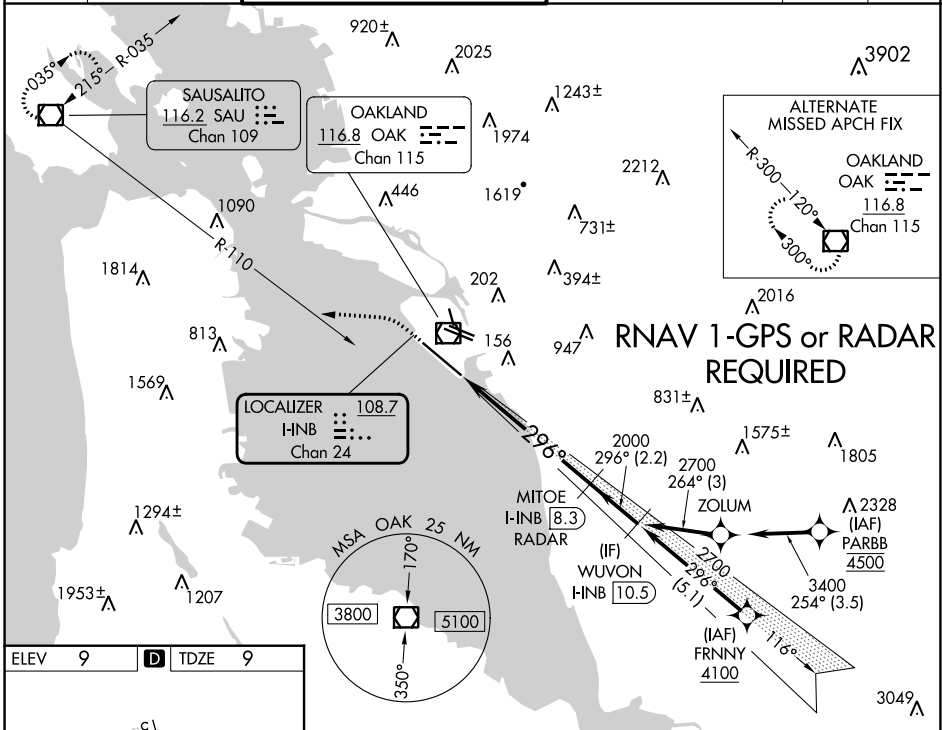 920±
2025
3902
035°
215°
R-035
SAUSALITO
116.2 SAU
Chan 109
OAKLAND
116.8 OAK
Chan 115
1974
1243±
ALTERNATE
MISSED APCH FIX
R-300
120°
300°
OAKLAND
OAK
116.8
Chan 115
2212
446
1619
731±
1090
R-110
1814
394±
202
2016
813
156
947
RNAV 1-GPS or RADAR
REQUIRED
1569
LOCALIZER 108.7
I-INB
Chan 24
831±
296°
2000
296° (2.2)
2700
264° (3)
1575±
1805
MITOE
I-INB 8.3
RADAR
ZOLUM
2328
(IAF)
PARBB
4500
1294±
MSA OAK 25 NM
170°
3800
5100
350°
(IF)
WUVON
I-INB 10.5
2700
296°
(5.1)
3400
254° (3.5)
1953±
1207
116°
(IAF)
FRNNY
4100
ELEV 9
D
TDZE 9
3049